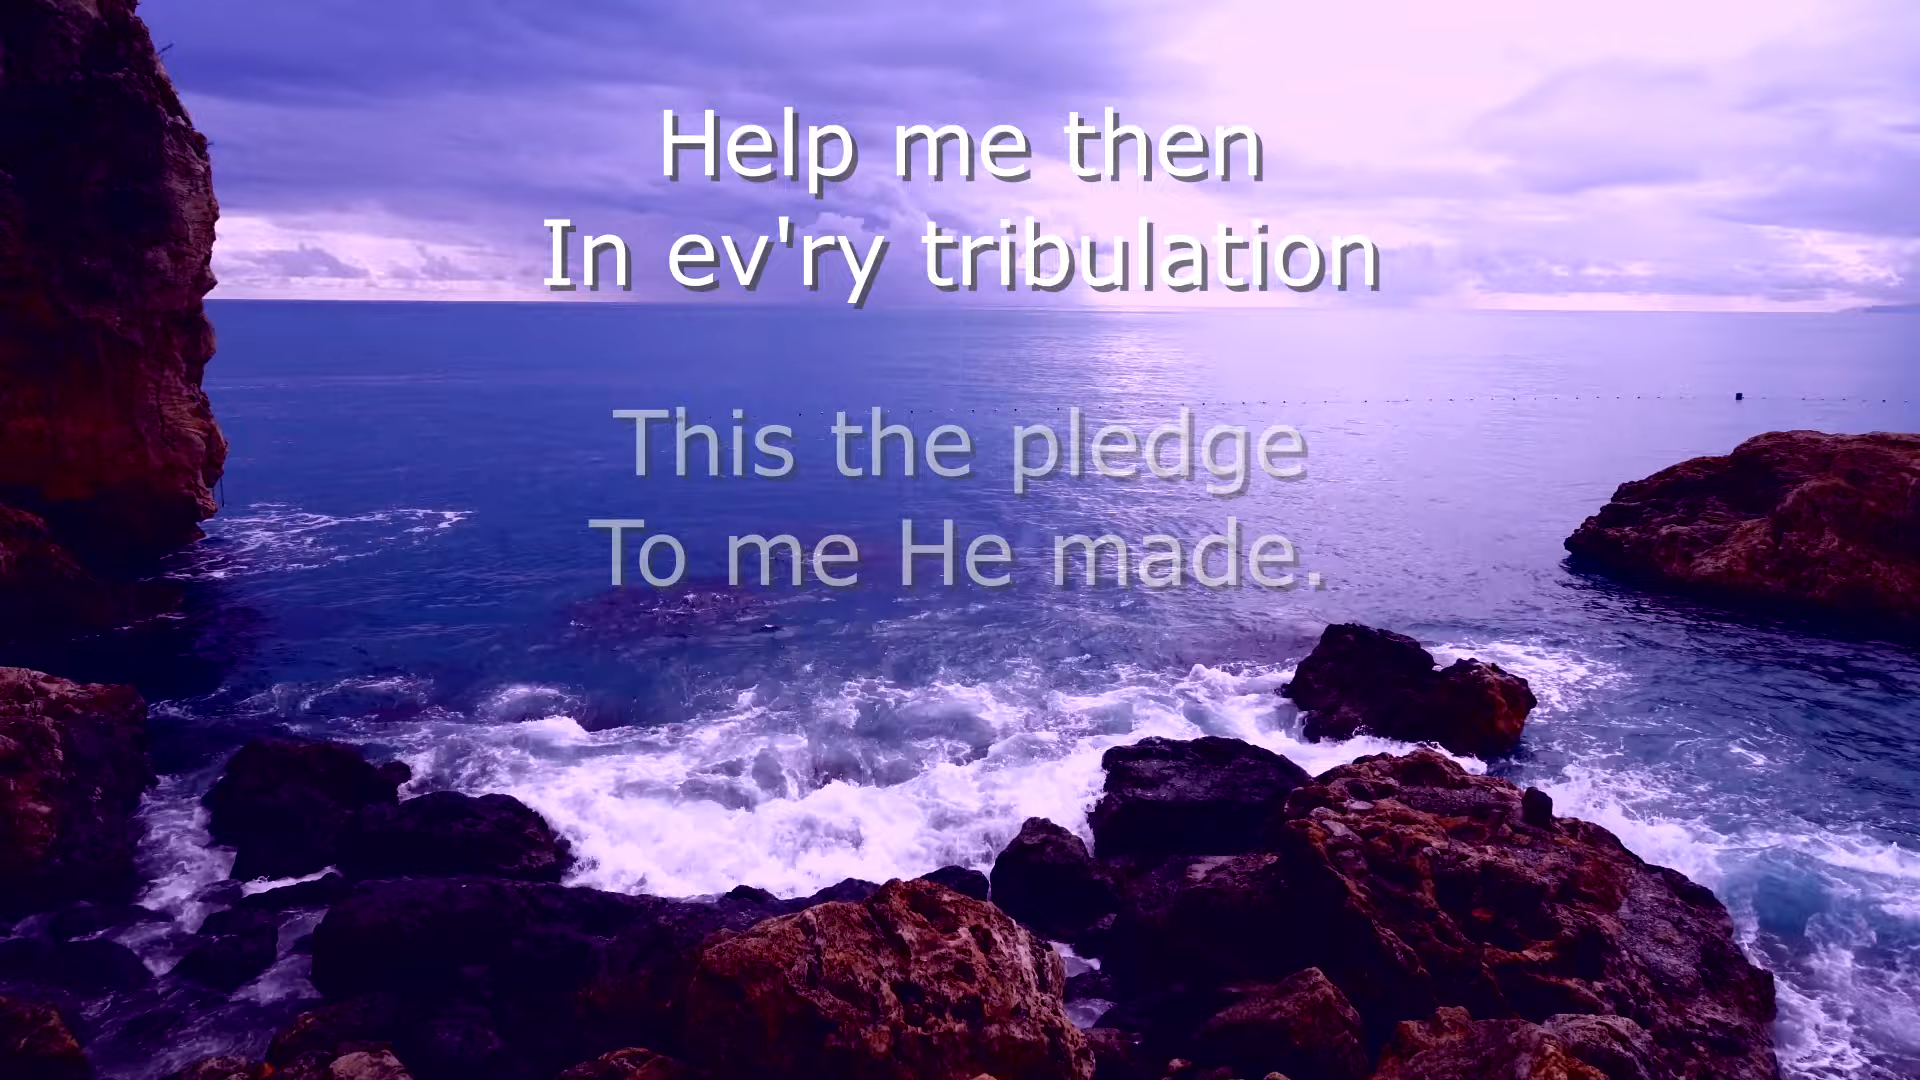 Help me then
In ev'ry tribulation
This the pledge
To me He made.